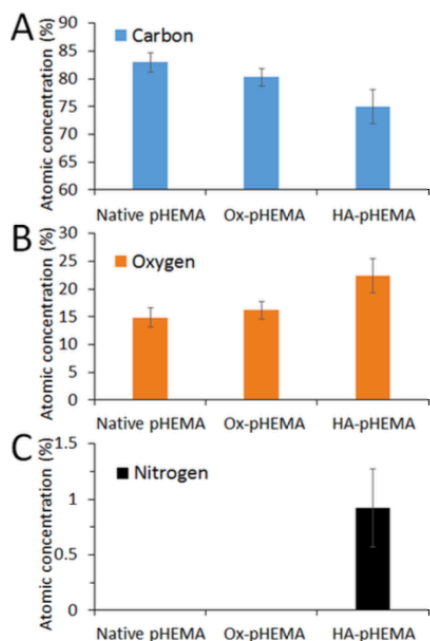 A
Carbon
Atomic concentration (%)
90
85
80
75
70
65
60
Native pHEMA Ox-pHEMA HA-pHEMA
B
Oxygen
Atomic concentration (%)
30
25
20
15
10
5
0
Native pHEMA Ox-pHEMA HA-pHEMA
C
Nitrogen
Atomic concentration (%)
1.5
1
0.5
0
Native pHEMA Ox-pHEMA HA-pHEMA